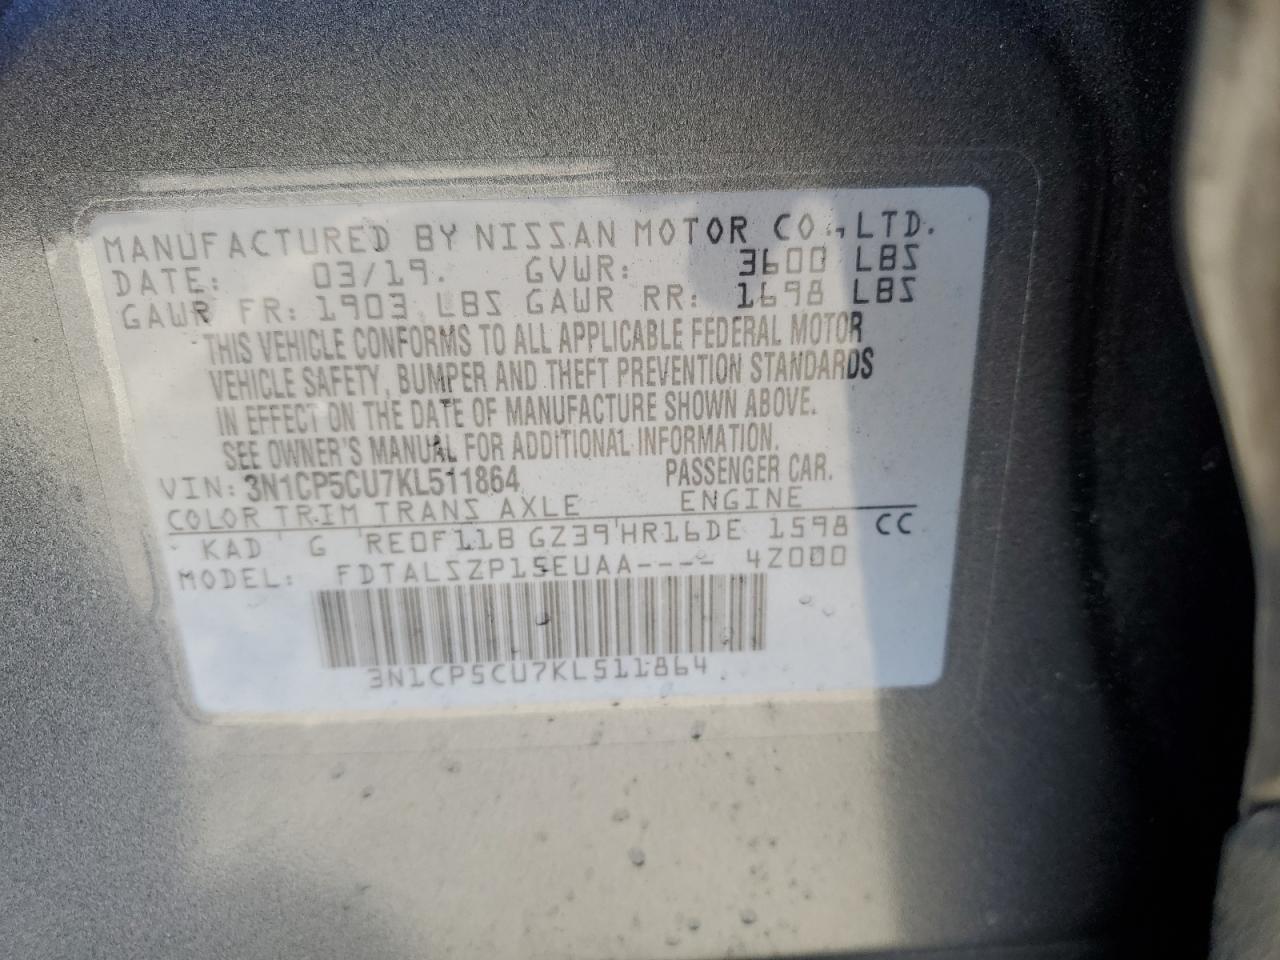 MANUFACTURED BY NISSAN MOTOR CO., LTD.
DATE: 03/19. GVWR: 3600 LBS
GAWR FR: 1903 LBS GAWR RR: 1698 LBS
THIS VEHICLE CONFORMS TO ALL APPLICABLE FEDERAL MOTOR
VEHICLE SAFETY, BUMPER AND THEFT PREVENTION STANDARDS
IN EFFECT ON THE DATE OF MANUFACTURE SHOWN ABOVE.
SEE OWNER'S MANUAL FOR ADDITIONAL INFORMATION.
VIN: 3N1CP5CU7KL511864 PASSENGER CAR.
COLOR TRIM TRANS AXLE ENGINE
KAD G RE0F11B GZ39 HR16DE 1598 CC
MODEL: FDTALSZP15EUAA---- 4Z000
3N1CP5CU7KL511864